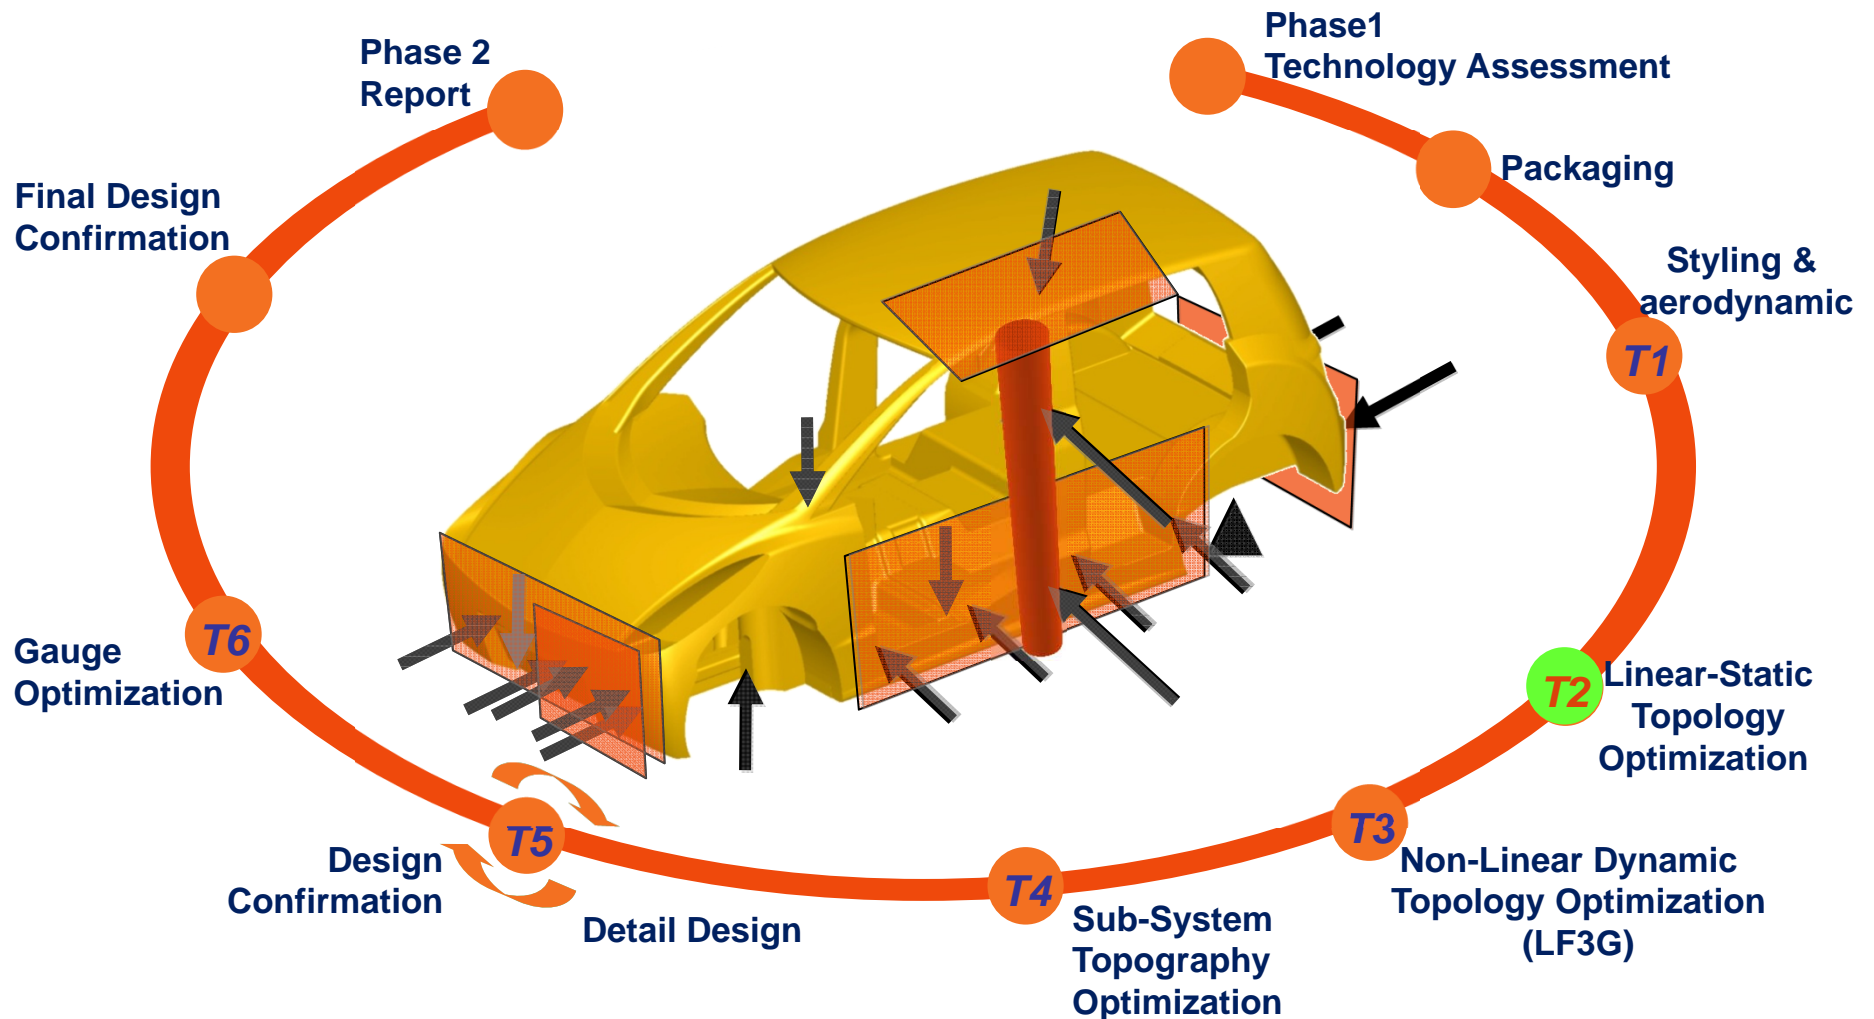 Phase1
Technology Assessment
Packaging
Styling &
aerodynamic
T1
T2
Linear-Static
Topology
Optimization
T3
Non-Linear Dynamic
Topology Optimization
(LF3G)
T4
Sub-System
Topography
Optimization
Detail Design
T5
Design
Confirmation
T6
Gauge
Optimization
Final Design
Confirmation
Phase 2
Report